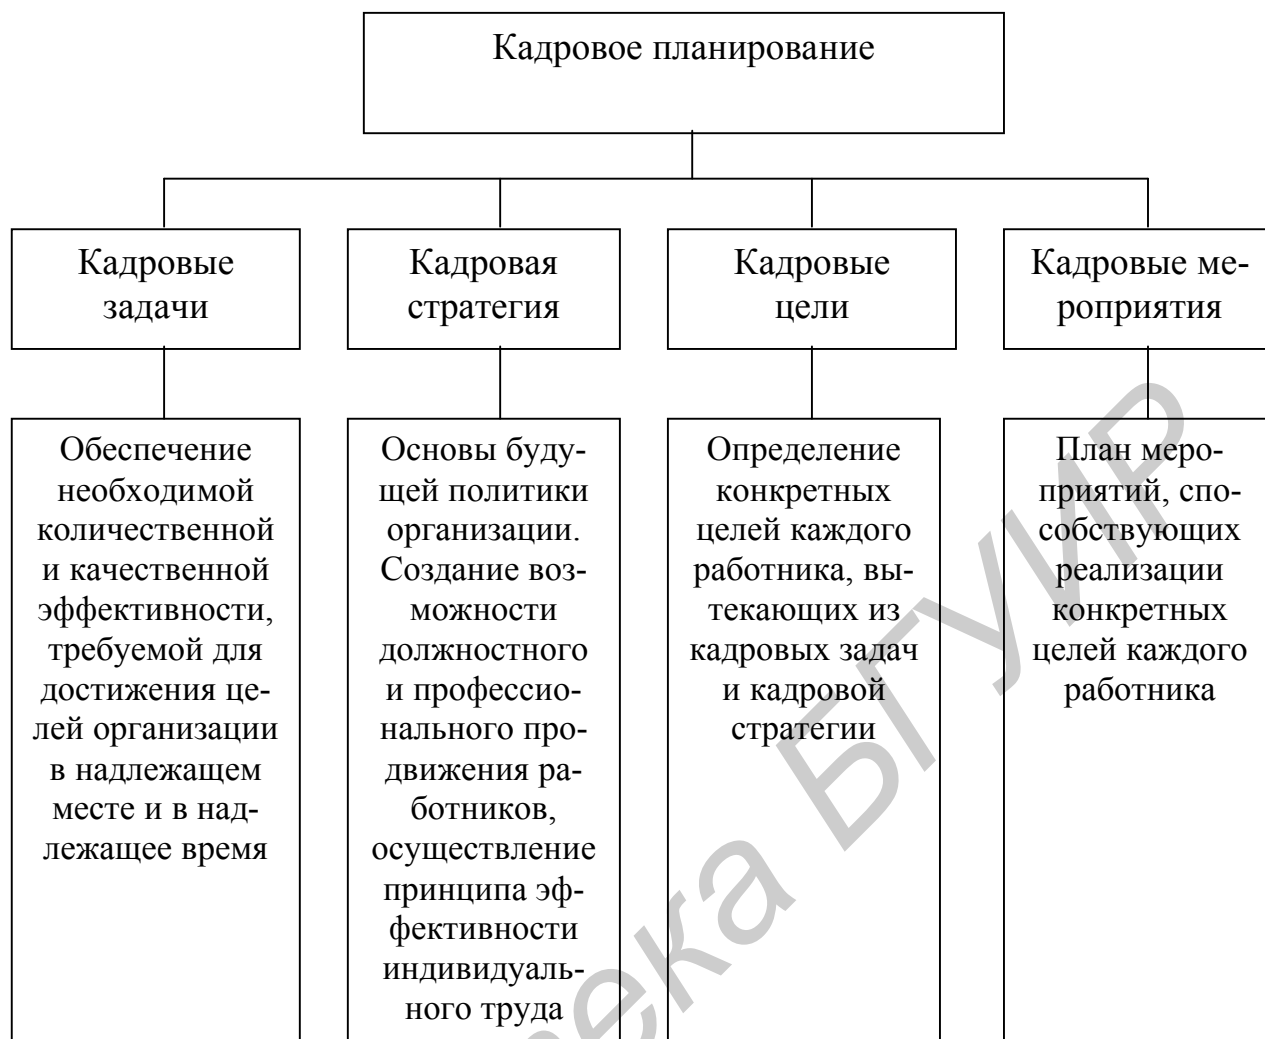 Кадровое планирование
Кадровые
задачи
Кадровая
стратегия
Кадровые
цели
Кадровые ме-
роприятия
Обеспечение
необходимой
количественной
и качественной
эффективности,
требуемой для
достижения це-
лей организации
в надлежащем
месте и в над-
лежащее время
Основы буду-
щей политики
организации.
Создание воз-
можности
должностного
и профессио-
нального про-
движения ра-
ботников,
осуществление
принципа эф-
фективности
индивидуаль-
ного труда
Определение
конкретных
целей каждого
работника, вы-
текающих из
кадровых задач
и кадровой
стратегии
План меро-
приятий, спо-
собствующих
реализации
конкретных
целей каждого
работника
БГУИР